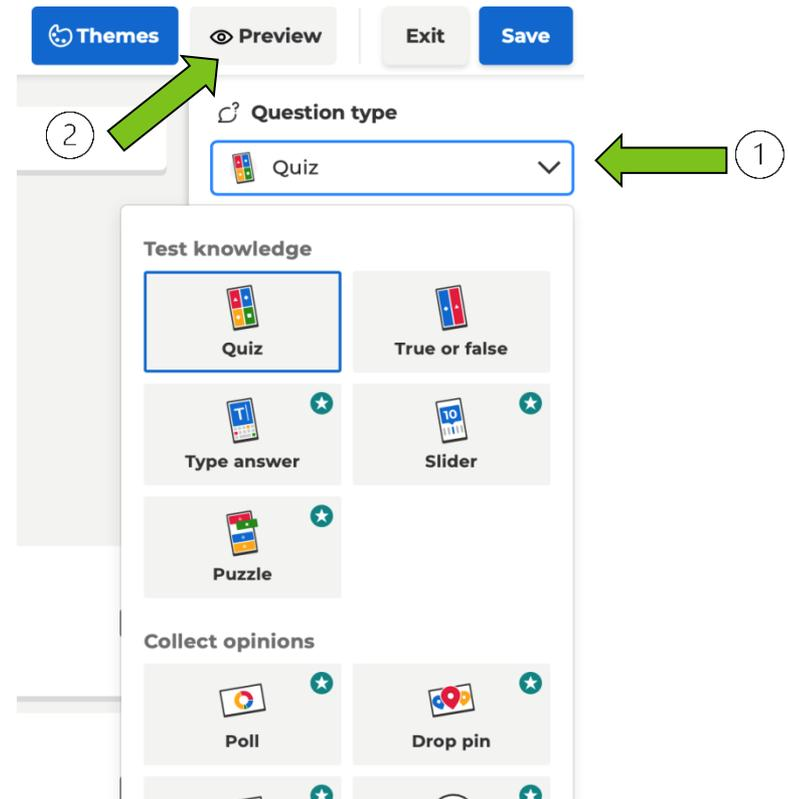 Themes Preview Exit Save
2
Question type
1
Quiz
Test knowledge
Quiz True or false
T 10
Type answer Slider
Puzzle
Collect opinions
Poll Drop pin